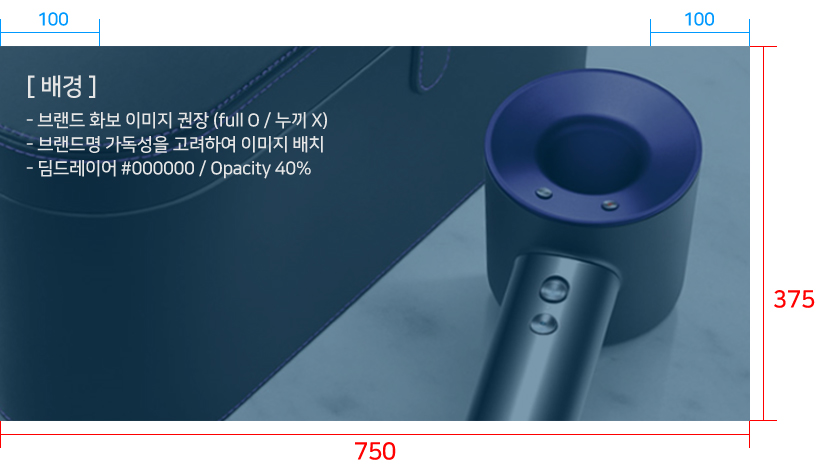 100
100
[ 배경 ]
- 브랜드 화보 이미지 권장 (full O / 누끼 X)
- 브랜드명 가독성을 고려하여 이미지 배치
- 딤드레이어 #000000 / Opacity 40%
375
750